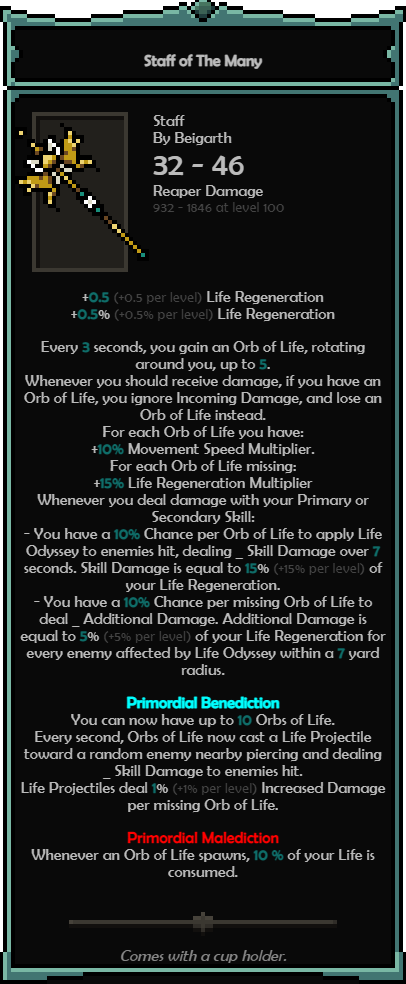 Staff of The Many
Staff
By Beigarth
32 - 46
Reaper Damage
932 - 1846 at level 100
+0.5 (+0.5 per level) Life Regeneration
+0.5% (+0.5% per level) Life Regeneration
Every 3 seconds, you gain an Orb of Life, rotating
around you, up to 5.
Whenever you should receive damage, if you have an
Orb of Life, you ignore Incoming Damage, and lose an
Orb of Life instead.
For each Orb of Life you have:
+10% Movement Speed Multiplier.
For each Orb of Life missing:
+15% Life Regeneration Multiplier
Whenever you deal damage with your Primary or
Secondary Skill:
- You have a 10% Chance per Orb of Life to apply Life
Odyssey to enemies hit, dealing _ Skill Damage over 7
seconds. Skill Damage is equal to 15% (+15% per level) of
your Life Regeneration.
- You have a 10% Chance per missing Orb of Life to
deal _ Additional Damage. Additional Damage is
equal to 5% (+5% per level) of your Life Regeneration for
every enemy affected by Life Odyssey within a 7 yard
radius.
Primordial Benediction
You can now have up to 10 Orbs of Life.
Every second, Orbs of Life now cast a Life Projectile
toward a random enemy nearby piercing and dealing
_ Skill Damage to enemies hit.
Life Projectiles deal 1% (+1% per level) Increased Damage
per missing Orb of Life.
Primordial Malediction
Whenever an Orb of Life spawns, 10 % of your Life is
consumed.
Comes with a cup holder.